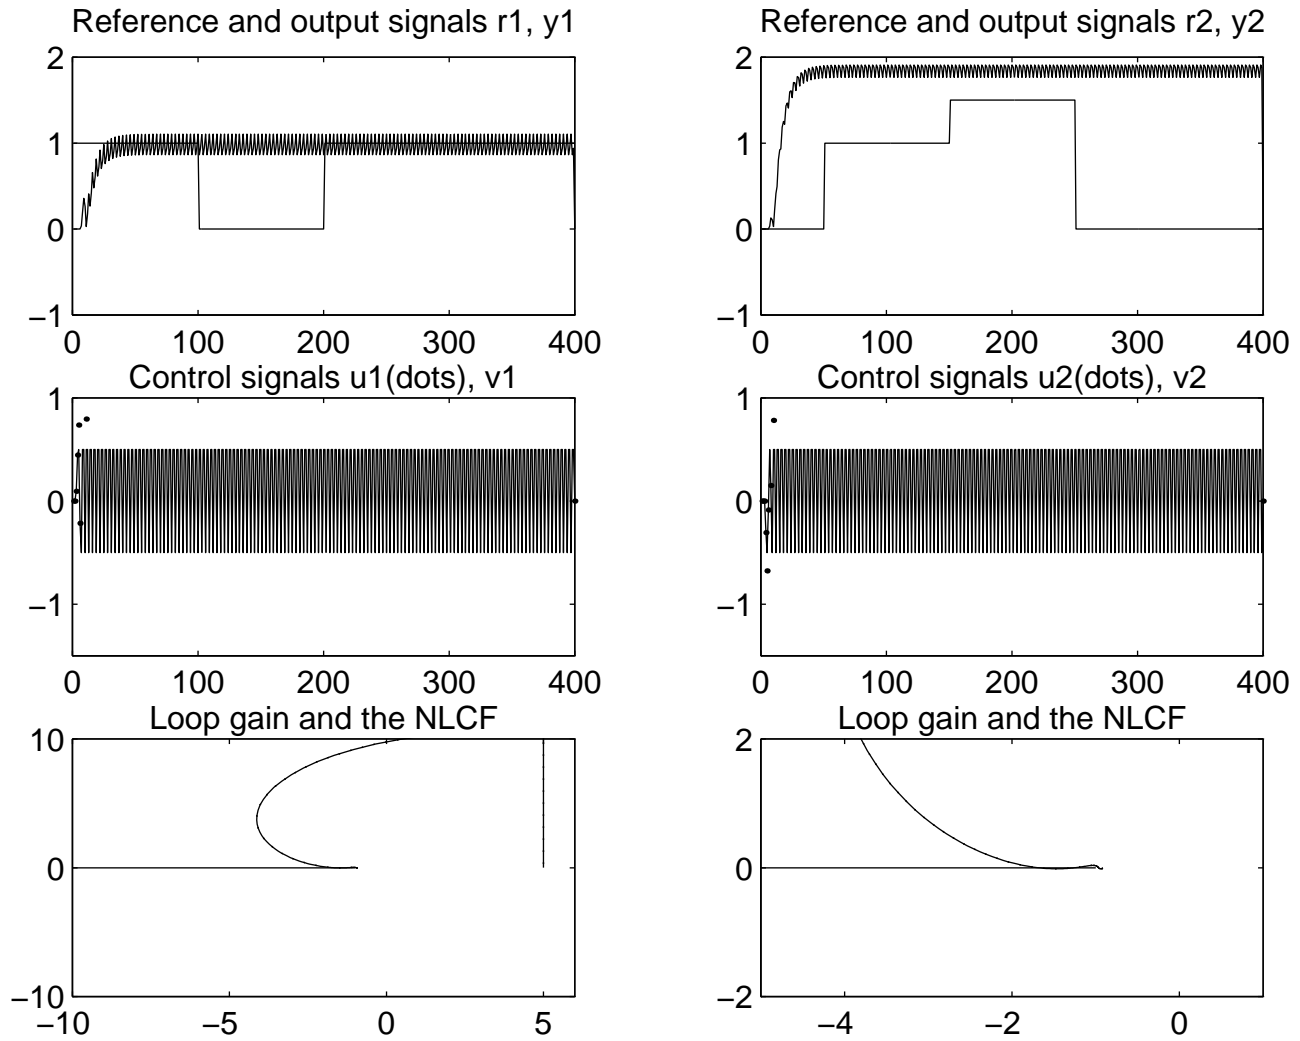 Reference and output signals r1, y1
2
1
0
−1
0 100 200 300 400
Reference and output signals r2, y2
2
1
0
−1
0 100 200 300 400
Control signals u1(dots), v1
1
0
−1
0 100 200 300 400
Control signals u2(dots), v2
1
0
−1
0 100 200 300 400
Loop gain and the NLCF
10
0
−10
−10 −5 0 5
Loop gain and the NLCF
2
0
−2
−4 −2 0